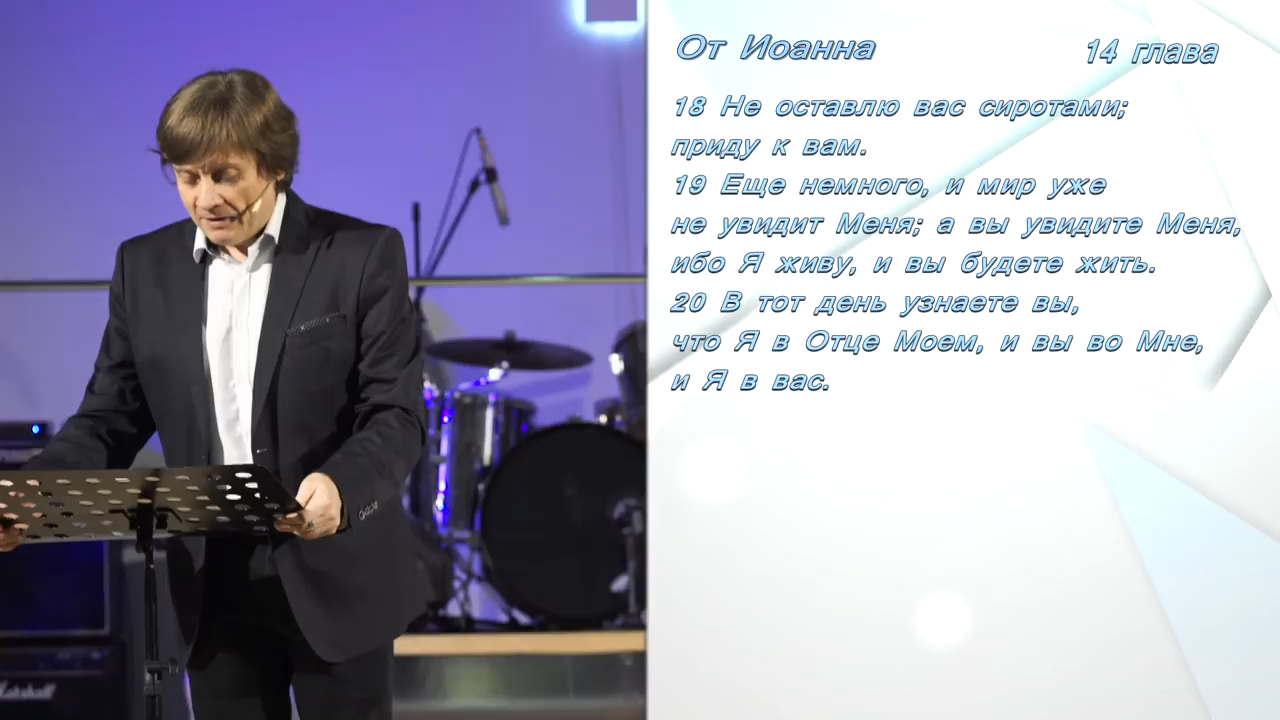 От Иоанна 14 глава
18 Не оставлю вас сиротами;
приду к вам.
19 Еще немного, и мир уже
не увидит Меня; а вы увидите Меня,
ибо Я живу, и вы будете жить.
20 В тот день узнаете вы,
что Я в Отце Моем, и вы во Мне,
и Я в вас.
Marshall